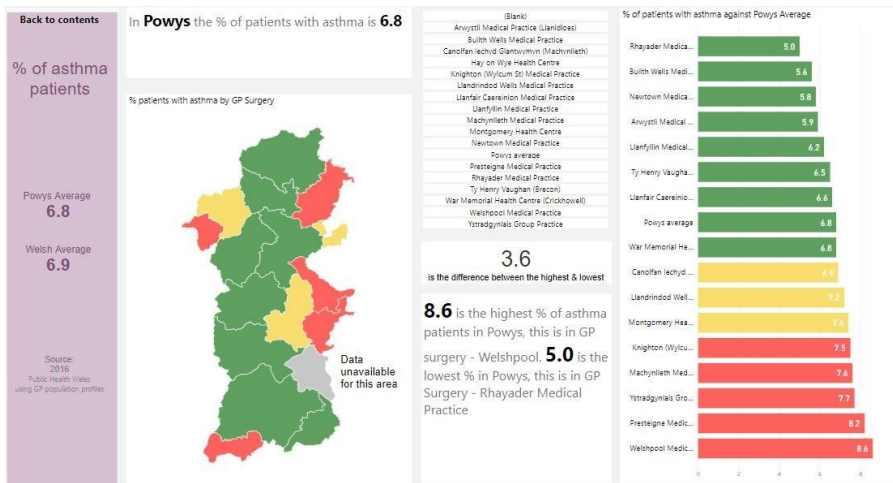 Back to contents
% of asthma
patients
Powys Average
6.8
Welsh Average
6.9
Source:
2016
Public Health Wales
using GP population profiles
In Powys the % of patients with asthma is 6.8
% patients with asthma by GP Surgery
Data
unavailable
for this area
(Blank)
Arwystli Medical Practice (Llanidloes)
Builth Wells Medical Practice
Canolfan Iechyd Glantwymyn (Machynlleth)
Hay on Wye Health Centre
Knighton (Wylcum St) Medical Practice
Llandrindod Wells Medical Practice
Llanfair Caereinion Medical Practice
Llanfyllin Medical Practice
Machynlleth Medical Practice
Montgomery Health Centre
Newtown Medical Practice
Powys average
Presteigne Medical Practice
Rhayader Medical Practice
Ty Henry Vaughan (Brecon)
War Memorial Health Centre (Crickhowell)
Welshpool Medical Practice
Ystradgynlais Group Practice
3.6
is the difference between the highest & lowest
8.6 is the highest % of asthma
patients in Powys, this is in GP
surgery - Welshpool. 5.0 is the
lowest % in Powys, this is in GP
Surgery - Rhayader Medical
Practice
% of patients with asthma against Powys Average
Rhayader Medica... 5.0
Builth Wells Medi... 5.6
Newtown Medica... 5.8
Arwystli Medical ... 5.9
Llanfyllin Medical... 6.2
Ty Henry Vaugha... 6.5
Llanfair Caereinio... 6.6
Powys average 6.8
War Memorial He... 6.8
Canolfan Iechyd ... 6.9
Llandrindod Well... 7.2
Montgomery Hea... 7.4
Knighton (Wylcu... 7.5
Machynlleth Med... 7.6
Ystradgynlais Gro... 7.7
Presteigne Medic... 8.2
Welshpool Medic... 8.6
0 2 4 6 8